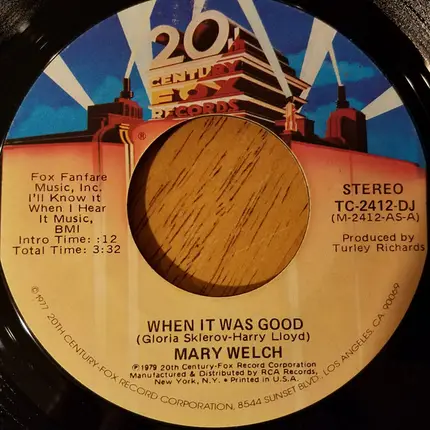 20th
CENTURY
FOX
RECORDS
®
Fox Fanfare
Music, Inc.
I'll Know it
When I Hear
It Music,
BMI
Intro Time: :12
Total Time: 3:32
STEREO
TC-2412-DJ
(M-2412-AS-A)
Produced by
Turley Richards
WHEN IT WAS GOOD
(Gloria Sklerov-Harry Lloyd)
MARY WELCH
℗ 1979 20th Century-Fox Record Corporation
Manufactured & Distributed by RCA Records,
New York, N.Y. • Printed in U.S.A.
©1977 20TH CENTURY-FOX RECORD CORPORATION, 8544 SUNSET BLVD., LOS ANGELES, CA. 90069